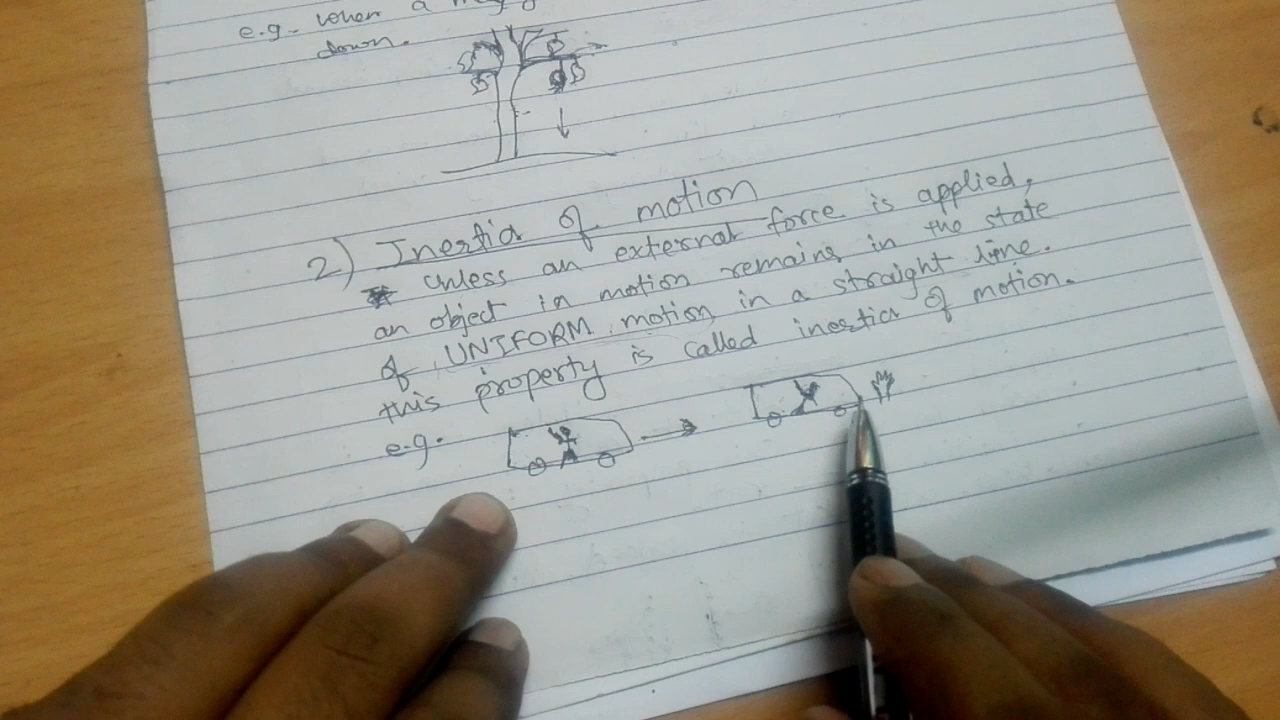 e.g. when a
down.
2) Inertia of motion
unless an external force is applied,
an object in motion remains in the state
of UNIFORM motion in a straight line.
this property is called inertia of motion.
e.g.